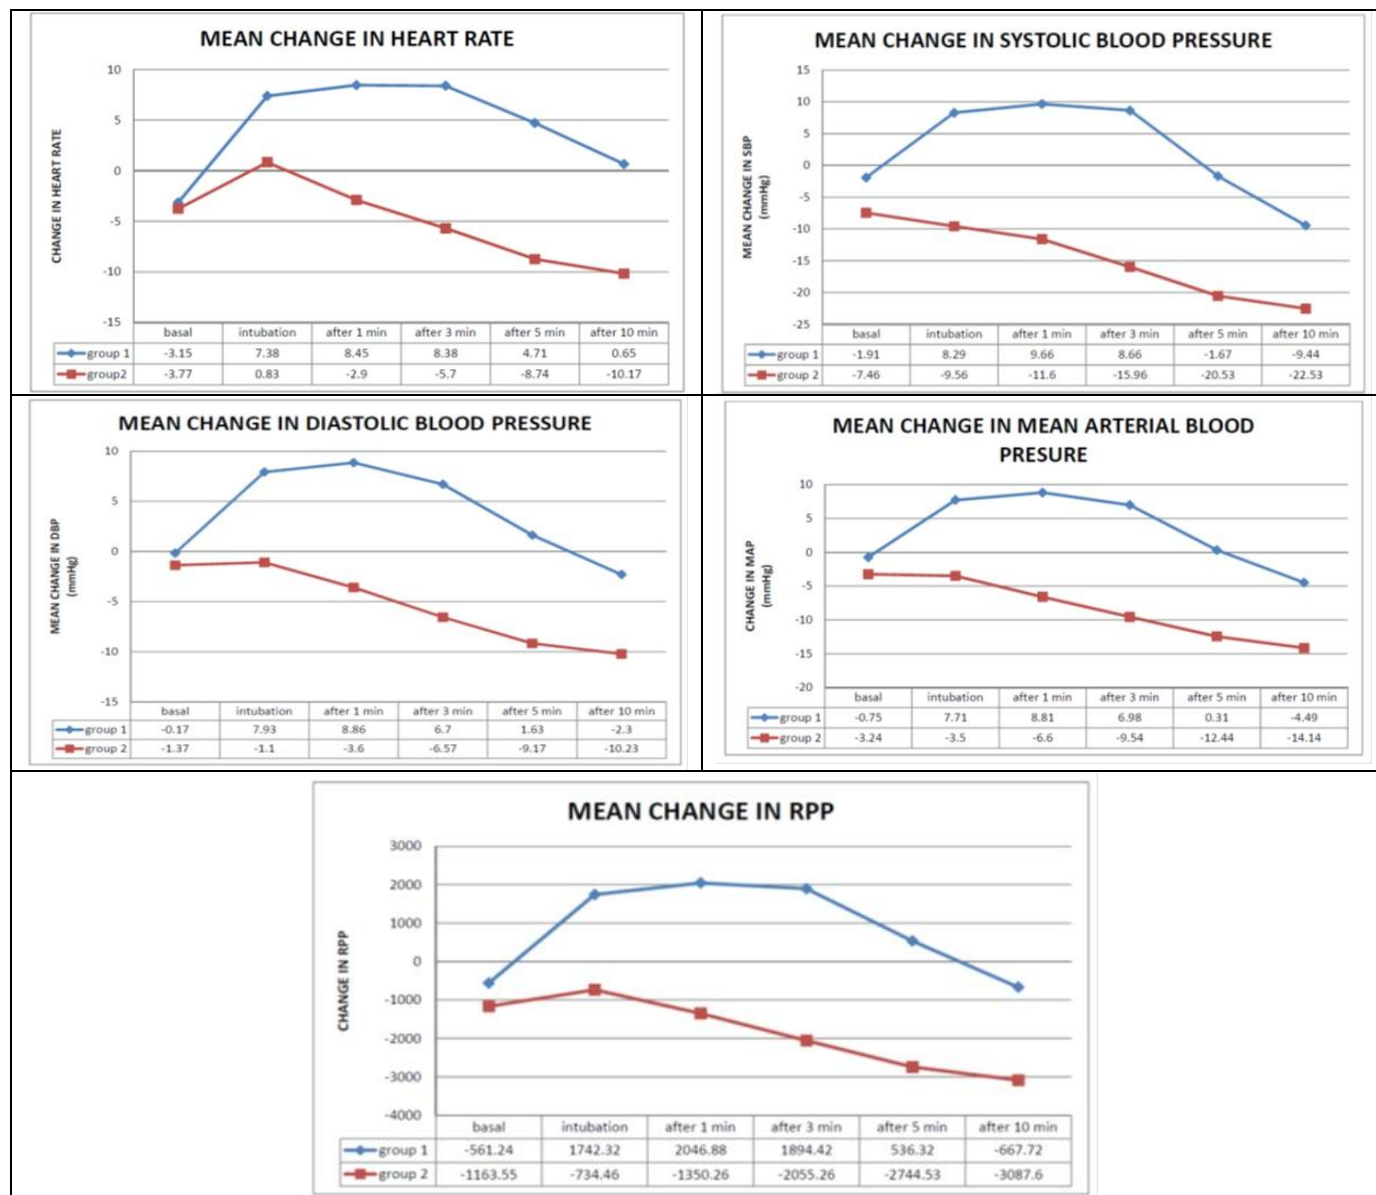 MEAN CHANGE IN HEART RATE
CHANGE IN HEART RATE
10
5
0
-5
-10
-15
basal intubation after 1 min after 3 min after 5 min after 10 min
group 1 -3.15 7.38 8.45 8.38 4.71 0.65
group2 -3.77 0.83 -2.9 -5.7 -8.74 -10.17
MEAN CHANGE IN SYSTOLIC BLOOD PRESSURE
MEAN CHANGE IN SBP
(mmHg)
15
10
5
0
-5
-10
-15
-20
-25
basal intubation after 1 min after 3 min after 5 min after 10 min
group 1 -1.91 8.29 9.66 8.66 -1.67 -9.44
group 2 -7.46 -9.56 -11.6 -15.96 -20.53 -22.53
MEAN CHANGE IN DIASTOLIC BLOOD PRESSURE
MEAN CHANGE IN DBP
(mmHg)
10
5
0
-5
-10
-15
basal intubation after 1 min after 3 min after 5 min after 10 min
group 1 -0.17 7.93 8.86 6.7 1.63 -2.3
group 2 -1.37 -1.1 -3.6 -6.57 -9.17 -10.23
MEAN CHANGE IN MEAN ARTERIAL BLOOD
PRESURE
CHANGE IN MAP
(mmHg)
10
5
0
-5
-10
-15
-20
basal intubation after 1 min after 3 min after 5 min after 10 min
group 1 -0.75 7.71 8.81 6.98 0.31 -4.49
group 2 -3.24 -3.5 -6.6 -9.54 -12.44 -14.14
MEAN CHANGE IN RPP
CHANGE IN RPP
3000
2000
1000
0
-1000
-2000
-3000
-4000
basal intubation after 1 min after 3 min after 5 min after 10 min
group 1 -561.24 1742.32 2046.88 1894.42 536.32 -667.72
group 2 -1163.55 -734.46 -1350.26 -2055.26 -2744.53 -3087.6